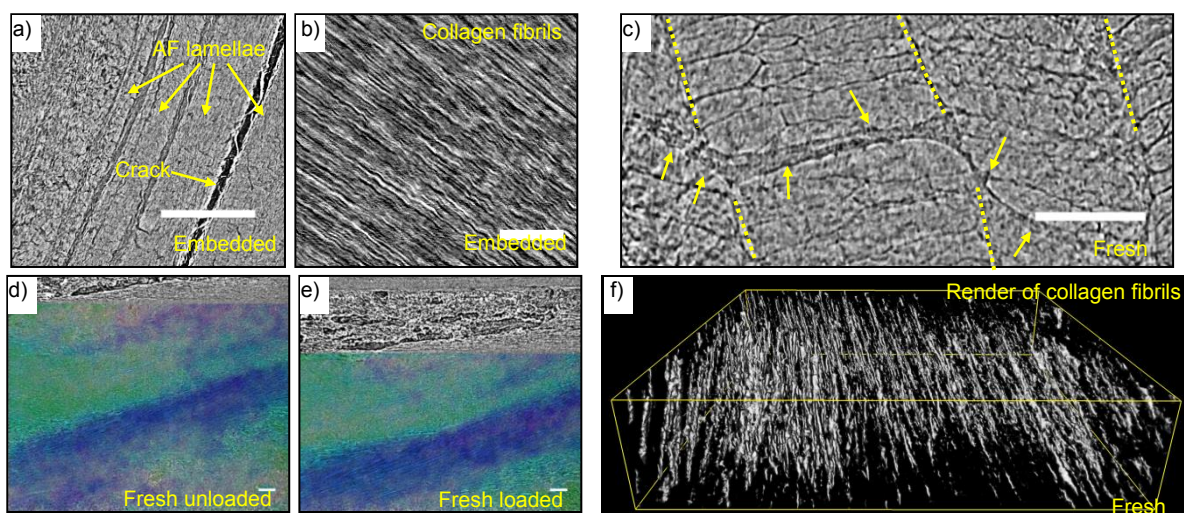 a)
AF lamellae
Crack
Embedded
b)
Collagen fibrils
Embedded
c)
Fresh
d)
Fresh unloaded
e)
Fresh loaded
f)
Render of collagen fibrils
Fresh